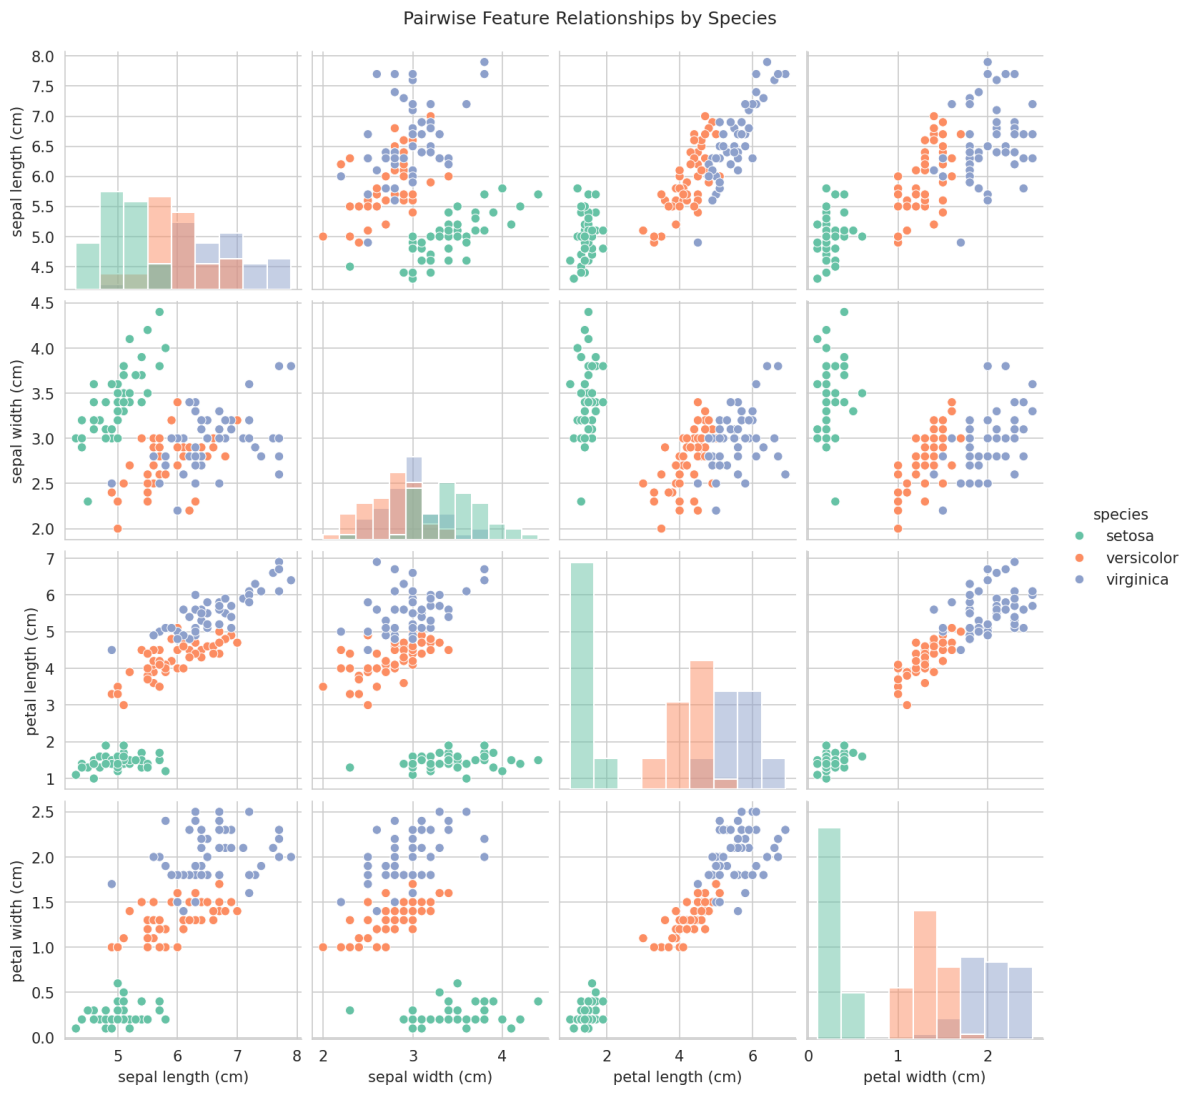 Pairwise Feature Relationships by Species
8.0
7.5
7.0
6.5
6.0
5.5
5.0
4.5
sepal length (cm)
4.5
4.0
3.5
3.0
2.5
2.0
sepal width (cm)
7
6
5
4
3
2
1
petal length (cm)
2.5
2.0
1.5
1.0
0.5
0.0
petal width (cm)
5 6 7 8
2 3 4
2 4 6
0 1 2
sepal length (cm)
sepal width (cm)
petal length (cm)
petal width (cm)
species
setosa
versicolor
virginica